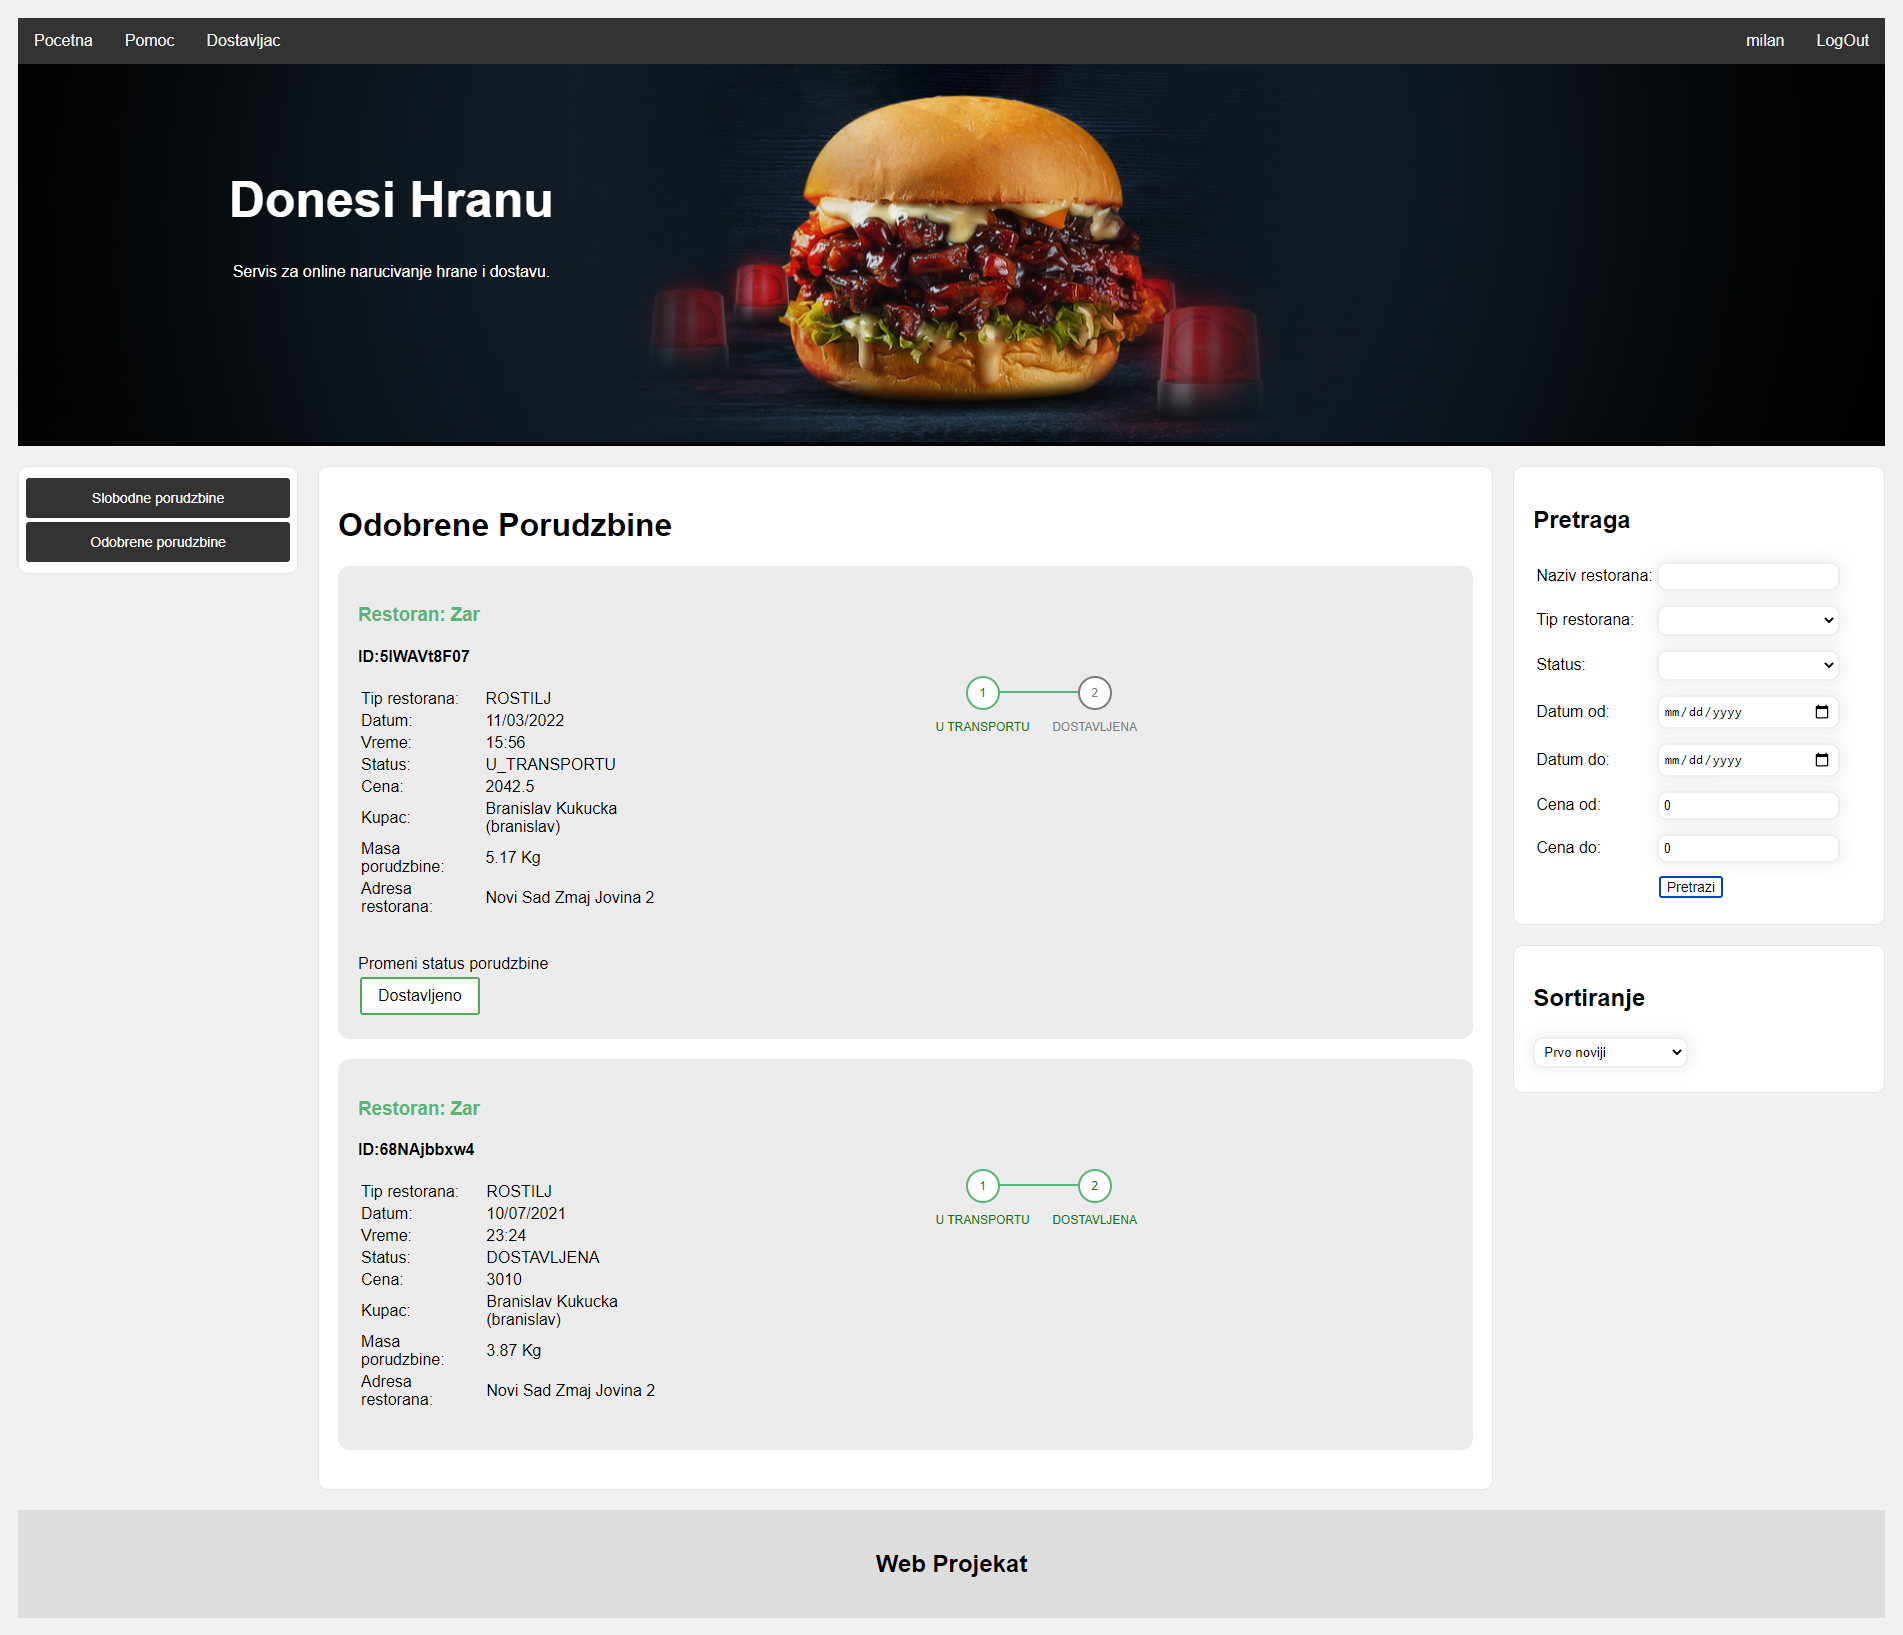 Pocetna
Pomoc
Dostavljac
milan
LogOut
Donesi Hranu
Servis za online narucivanje hrane i dostavu.
Slobodne porudzbine
Odobrene porudzbine
Odobrene Porudzbine
Restoran: Zar
ID:5IWAVt8F07
Tip restorana: ROSTILJ
Datum: 11/03/2022
Vreme: 15:56
Status: U_TRANSPORTU
Cena: 2042.5
Kupac: Branislav Kukucka
(branislav)
Masa
porudzbine: 5.17 Kg
Adresa
restorana: Novi Sad Zmaj Jovina 2
1
2
U TRANSPORTU
DOSTAVLJENA
Promeni status porudzbine
Dostavljeno
Restoran: Zar
ID:68NAjbbxw4
Tip restorana: ROSTILJ
Datum: 10/07/2021
Vreme: 23:24
Status: DOSTAVLJENA
Cena: 3010
Kupac: Branislav Kukucka
(branislav)
Masa
porudzbine: 3.87 Kg
Adresa
restorana: Novi Sad Zmaj Jovina 2
1
2
U TRANSPORTU
DOSTAVLJENA
Pretraga
Naziv restorana:
Tip restorana:
Status:
Datum od: mm/dd/yyyy
Datum do: mm/dd/yyyy
Cena od: 0
Cena do: 0
Pretrazi
Sortiranje
Prvo noviji
Web Projekat